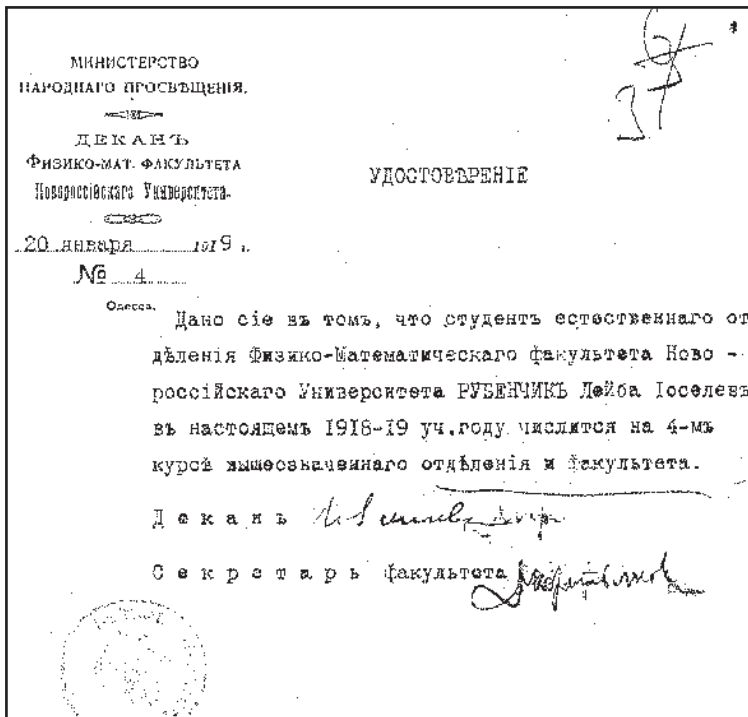 МИНИСТЕРСТВО
НАРОДНАГО ПРОСВѢЩЕНІЯ.
ДЕКАНЪ
ФИЗИКО-МАТ. ФАКУЛЬТЕТА
Новороссійскаго Университета.
20 января 1919 г.
№ 4
Одесса.
37
УДОСТОВѢРЕНІЕ
Дано сіе въ томъ, что студентъ естественнаго от
дѣленія Физико-Математическаго факультета Ново -
россійскаго Университета РУБЕНЧИКЪ Лейба Іоселевъ
въ настоящемъ 1918-19 уч.году числится на 4-мъ
курсѣ вышеозначеннаго отдѣленія и факультета.
Деканъ
Секретарь факультета